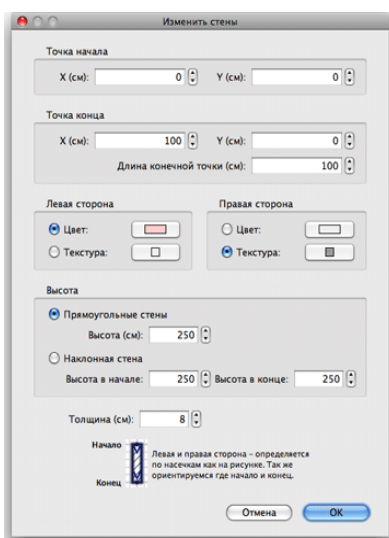 Изменить стены
Точка начала
X (см): 0 Y (см): 0
Точка конца
X (см): 100 Y (см): 0
Длина конечной точки (см): 100
Левая сторона Правая сторона
Цвет: Цвет:
Текстура: Текстура:
Высота
Прямоугольные стены
Высота (см): 250
Наклонная стена
Высота в начале: 250 Высота в конце: 250
Толщина (см): 8
Начало
Левая и правая сторона – определяется
по насечкам как на рисунке. Так же
ориентируемся где начало и конец.
Конец
Отмена OK